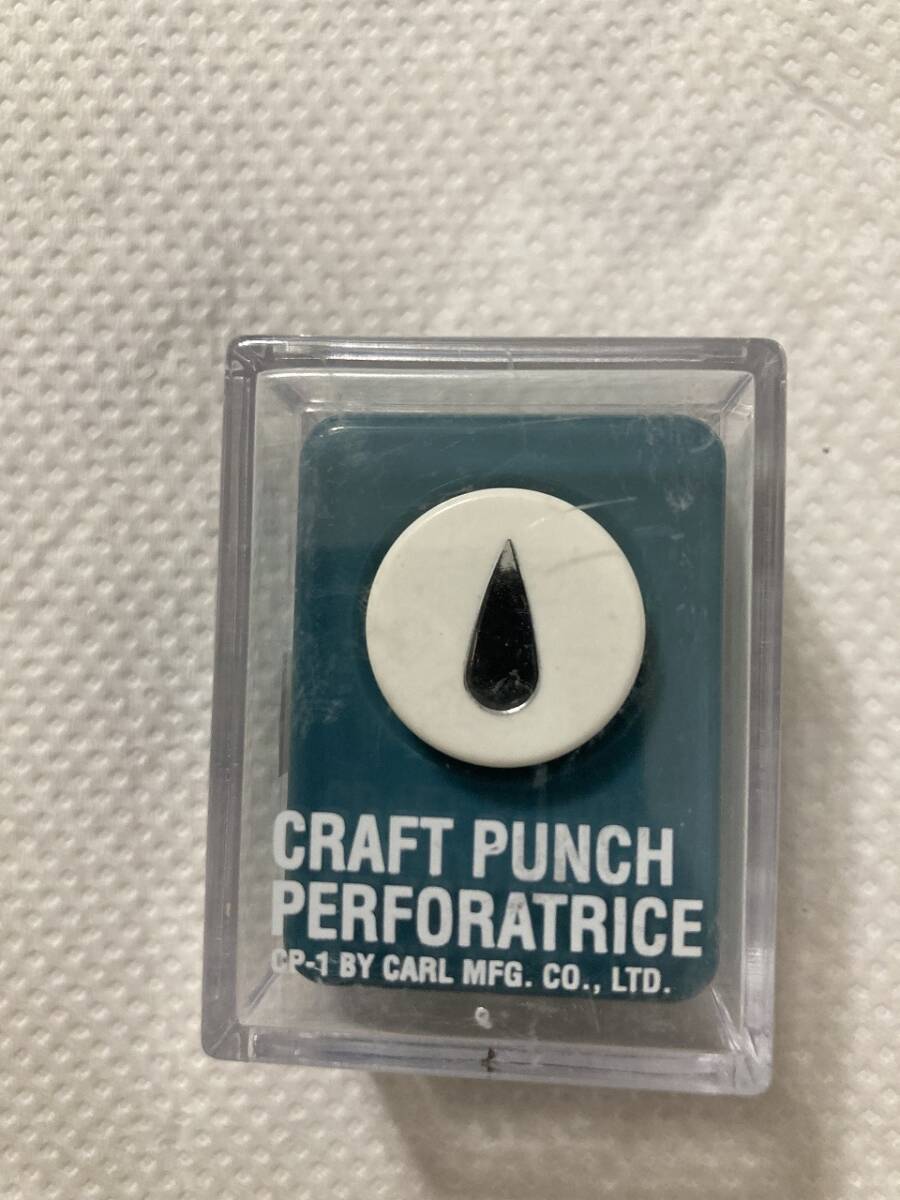 CRAFT PUNCH
PERFORATRICE
CP-1 BY CARL MFG. CO., LTD.